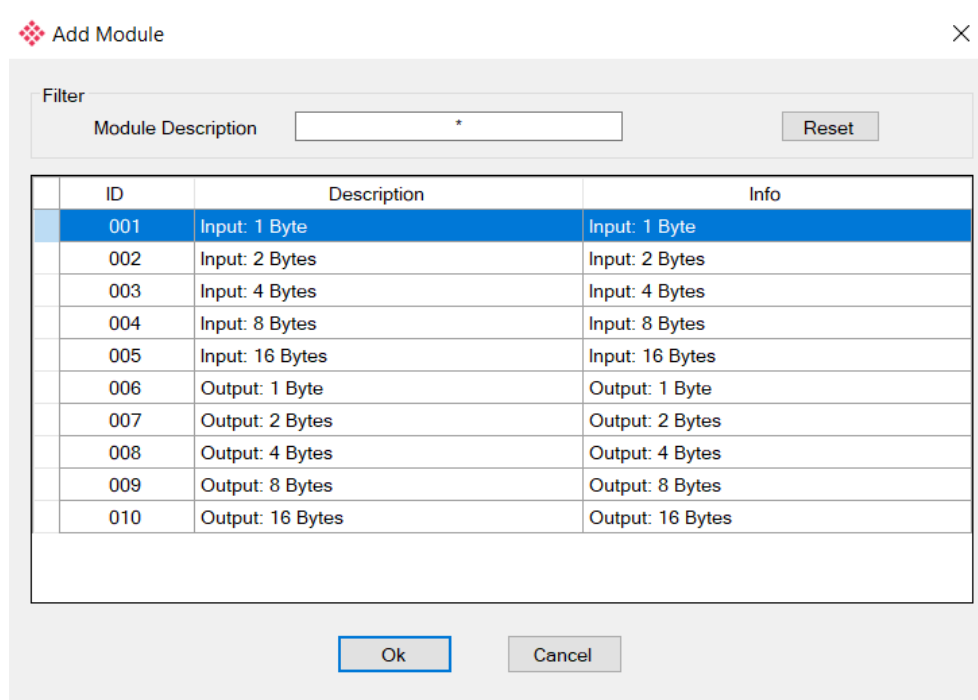 Add Module
Filter
Module Description * Reset
ID Description Info
001 Input: 1 Byte Input: 1 Byte
002 Input: 2 Bytes Input: 2 Bytes
003 Input: 4 Bytes Input: 4 Bytes
004 Input: 8 Bytes Input: 8 Bytes
005 Input: 16 Bytes Input: 16 Bytes
006 Output: 1 Byte Output: 1 Byte
007 Output: 2 Bytes Output: 2 Bytes
008 Output: 4 Bytes Output: 4 Bytes
009 Output: 8 Bytes Output: 8 Bytes
010 Output: 16 Bytes Output: 16 Bytes
Ok Cancel